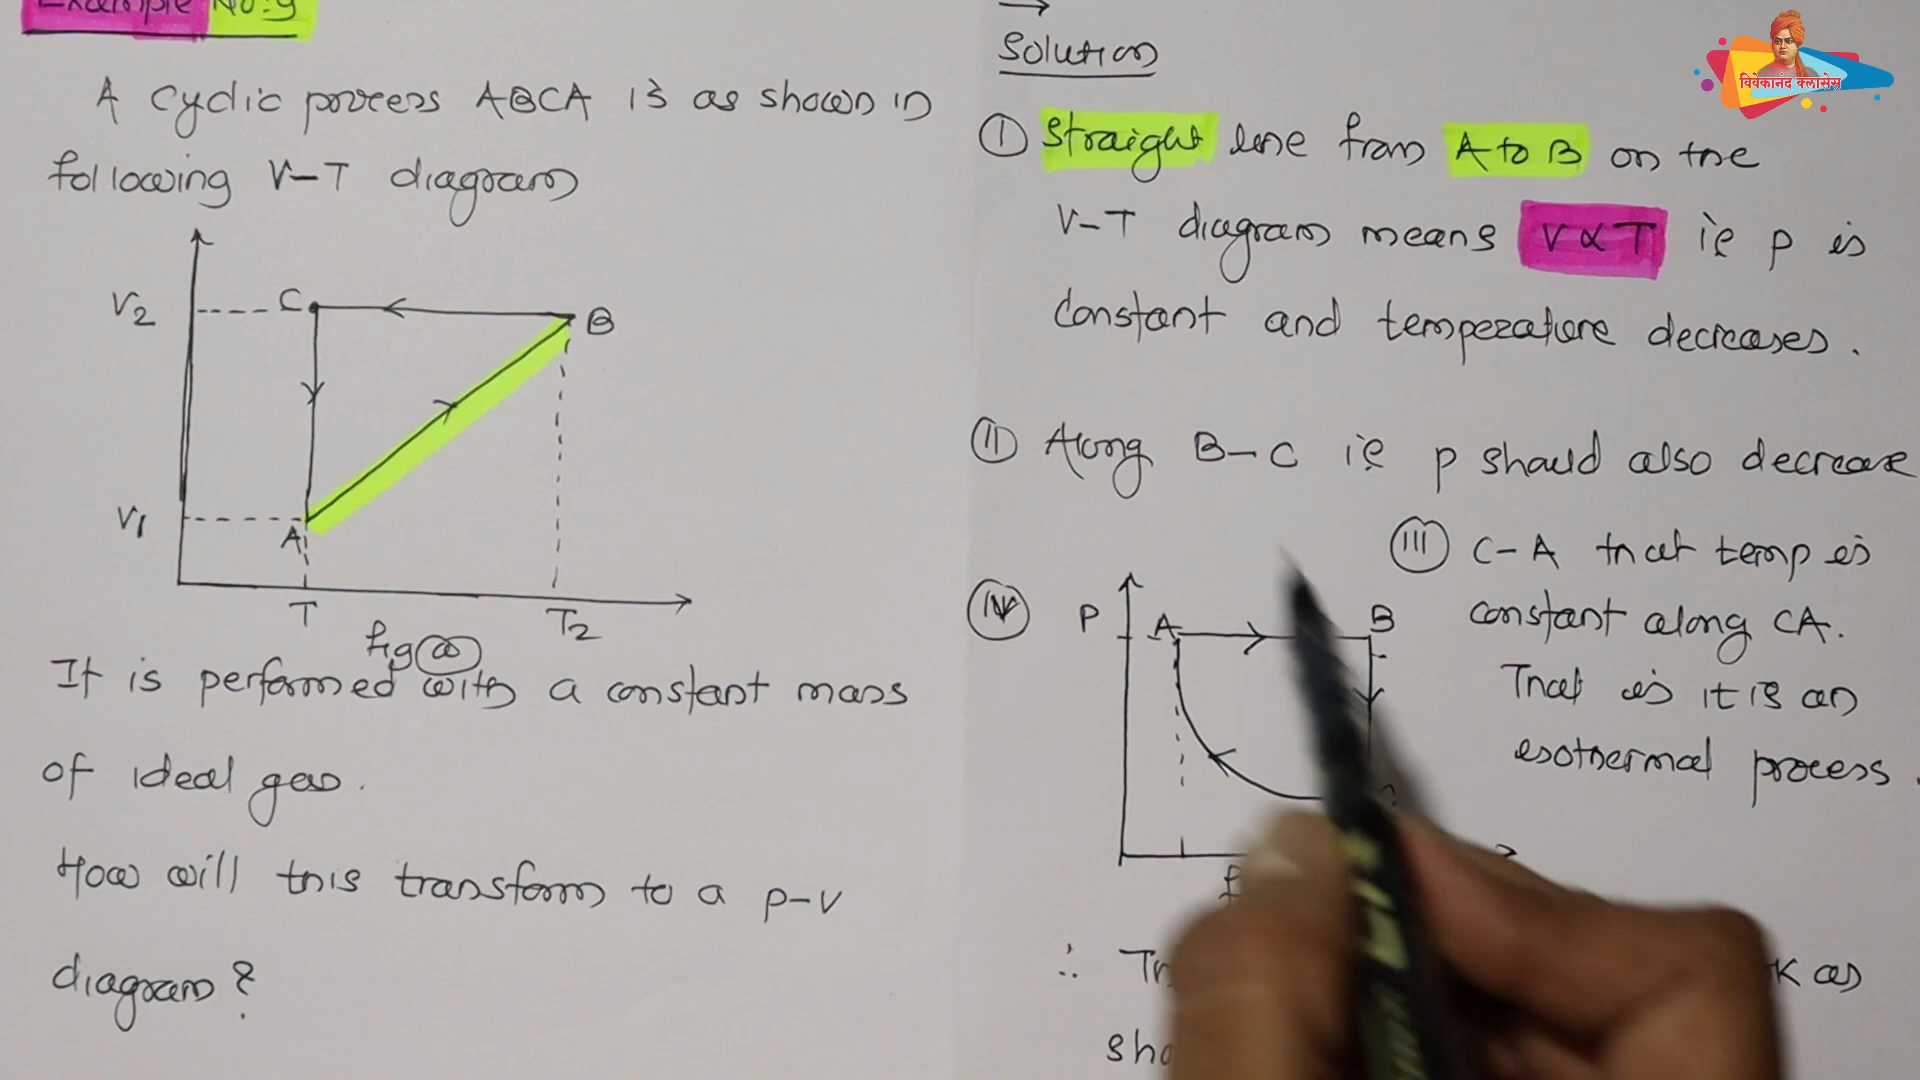 Example No:9
A cyclic process ABCA is as shown in
following V-T diagram
V2
C
B
V1
A
T
T2
fig (a)
It is performed with a constant mass
of ideal gas.
How will this transform to a p-v
diagram?
Solution
(I) Straight line from A to B on the
V-T diagram means V ∝ T ie p is
constant and temperature decreases.
(II) Along B-C ie p should also decrease
(III) C-A that temp is
constant along CA.
That is it is an
isothermal process.
(IV)
P
A
B
∴
as
विवेकानंद क्लासेस